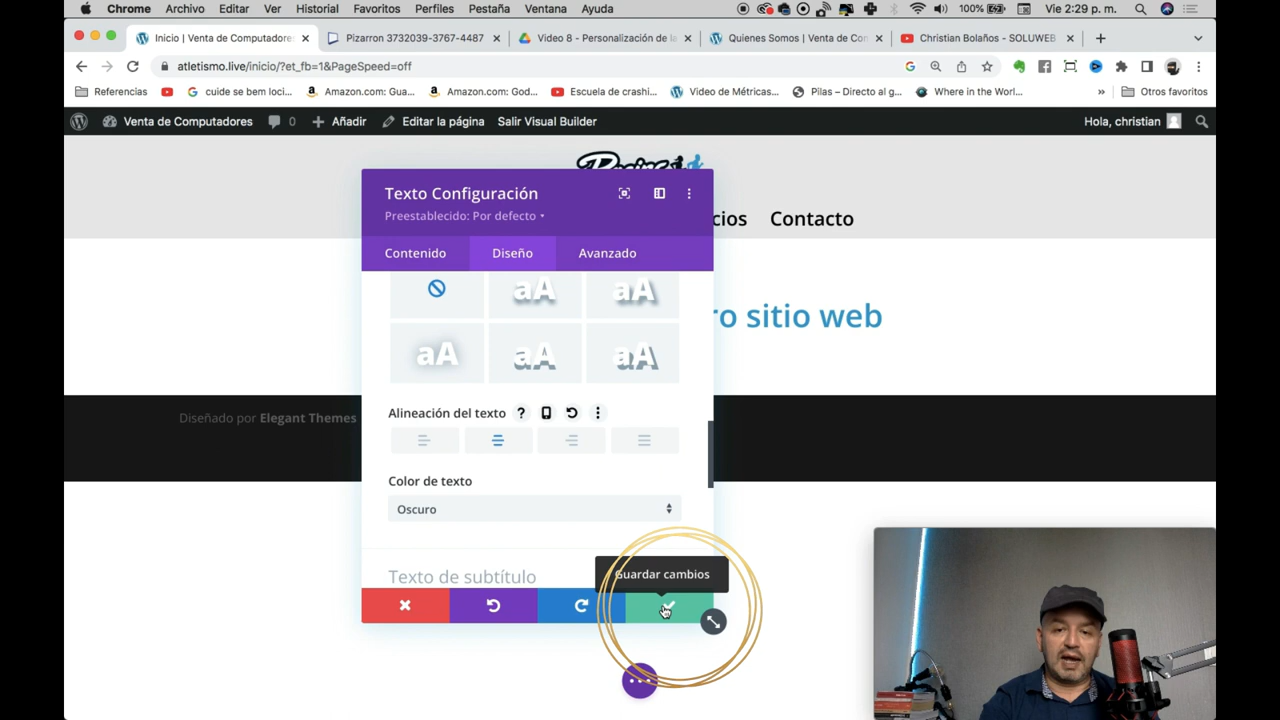 Chrome Archivo Editar Ver Historial Favoritos Perfiles Pestaña Ventana Ayuda 100% Vie 2:29 p. m.
Inicio | Venta de Computadores Pizarron 3732039-3767-4487 Video 8 - Personalización de la Quienes Somos | Venta de Con Christian Bolaños - SOLUWEB
atletismo.live/inicio/?et_fb=1&PageSpeed=off
Referencias cuide se bem loci... Amazon.com: Gua... Amazon.com: God... Escuela de crashi... Video de Métricas... Pilas – Directo al g... Where in the Worl... » Otros favoritos
Venta de Computadores 0 Añadir Editar la página Salir Visual Builder Hola, christian
Texto Configuración
Preestablecido: Por defecto
cios Contacto
Contenido Diseño Avanzado
aA aA
ro sitio web
aA aA aA
Alineación del texto ?
Diseñado por Elegant Themes
Color de texto
Oscuro
Texto de subtítulo
Guardar cambios